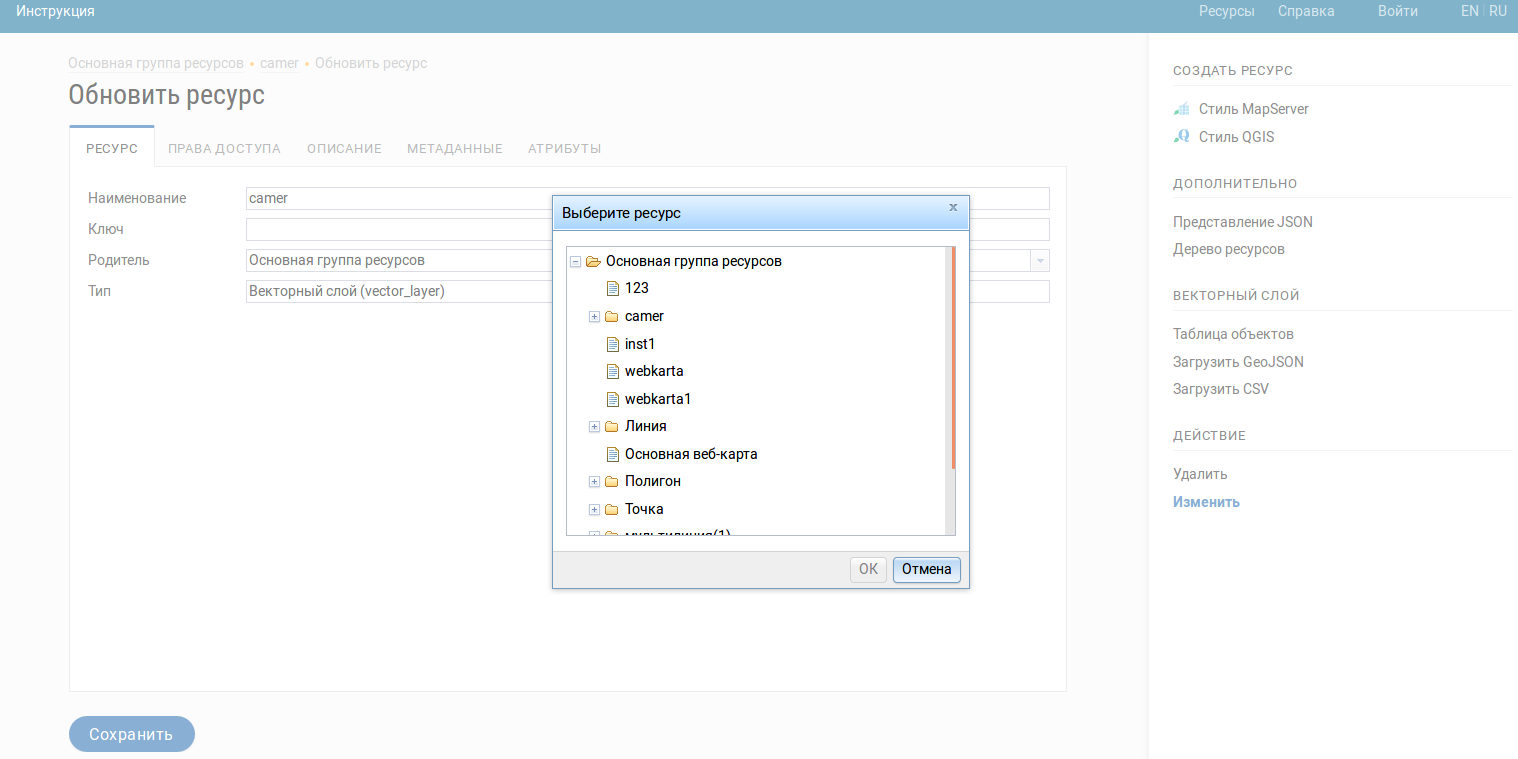 Инструкция
Ресурсы Справка Войти EN | RU
Основная группа ресурсов • camer • Обновить ресурс
Обновить ресурс
РЕСУРС ПРАВА ДОСТУПА ОПИСАНИЕ МЕТАДАННЫЕ АТРИБУТЫ
Наименование camer
Ключ
Родитель Основная группа ресурсов
Тип Векторный слой (vector_layer)
Выберите ресурс x
Основная группа ресурсов
123
camer
inst1
webkarta
webkarta1
Линия
Основная веб-карта
Полигон
Точка
мультилиния(1)
ОК Отмена
Сохранить
СОЗДАТЬ РЕСУРС
Стиль MapServer
Стиль QGIS
ДОПОЛНИТЕЛЬНО
Представление JSON
Дерево ресурсов
ВЕКТОРНЫЙ СЛОЙ
Таблица объектов
Загрузить GeoJSON
Загрузить CSV
ДЕЙСТВИЕ
Удалить
Изменить